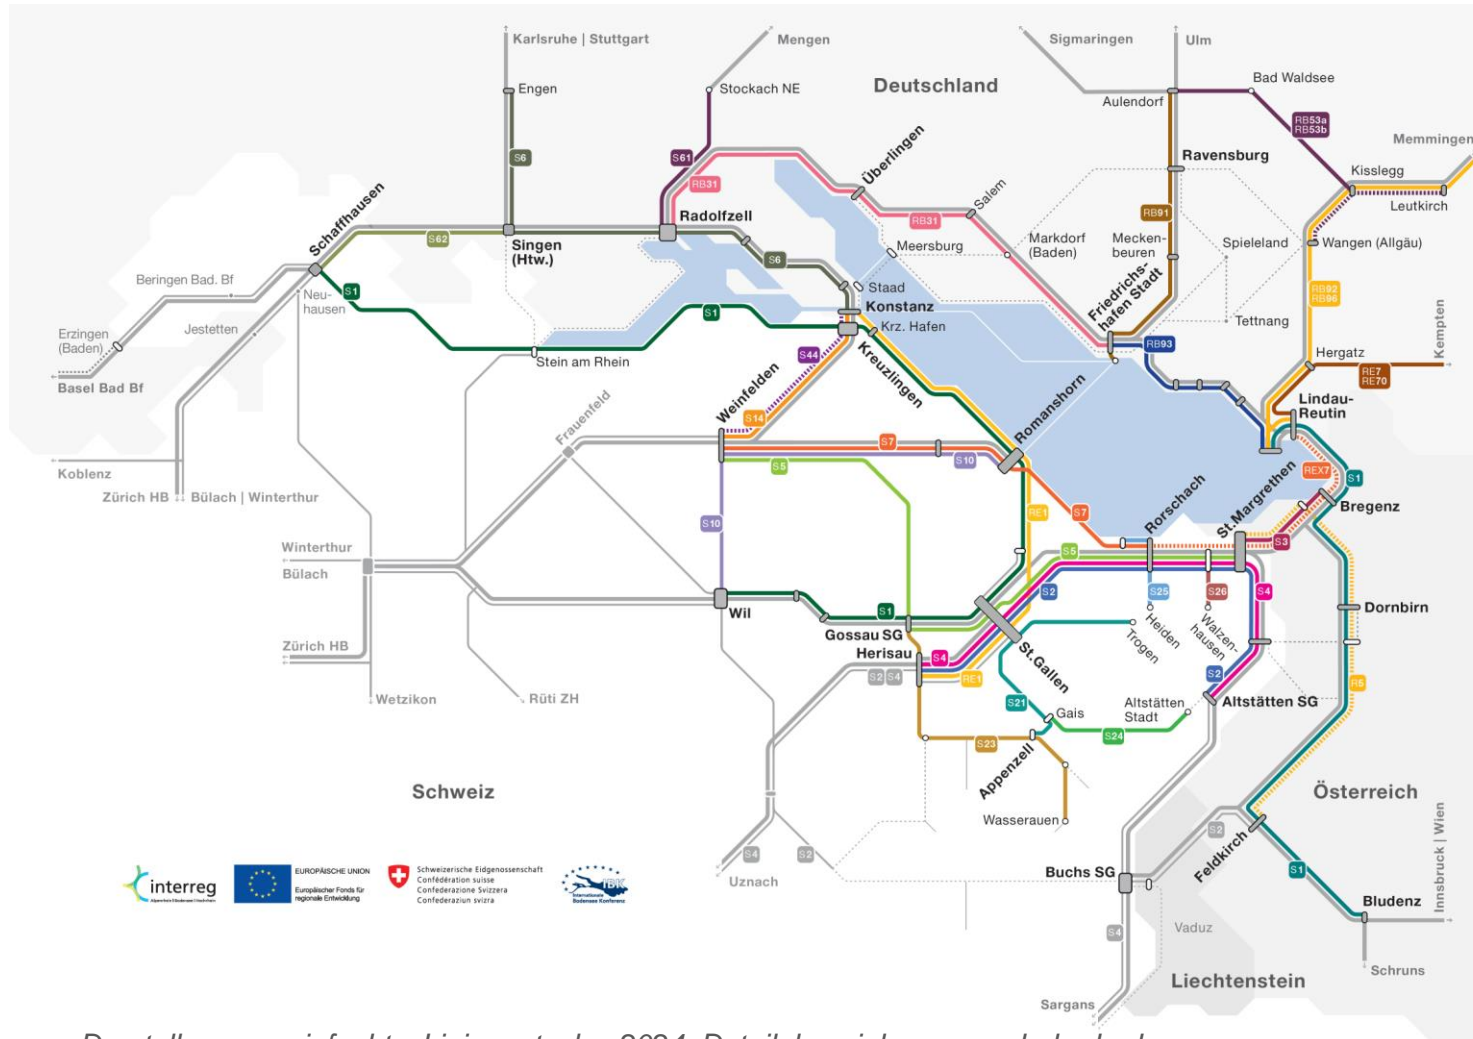 Karlsruhe | Stuttgart
Mengen
Sigmaringen
Ulm
Engen
Stockach NE
Deutschland
Aulendorf
Bad Waldsee
RB53a
RB53b
Memmingen
S6
S61
RB31
Überlingen
Ravensburg
Kisslegg
Leutkirch
Schaffhausen
S62
Singen
(Htw.)
Radolfzell
S6
RB31
Salem
RB91
Meersburg
Markdorf
(Baden)
Mecken-
beuren
Spieleland
Wangen (Allgäu)
Beringen Bad. Bf
Neu-
hausen
S1
Staad
Konstanz
Krz. Hafen
Friedrichs-
hafen Stadt
RB92
RB96
Tettnang
Erzingen
(Baden)
Jestetten
S1
Stein am Rhein
S44
Kreuzlingen
RB93
Hergatz
Kempten
RE7
RE70
Basel Bad Bf
Weinfelden
S14
Romanshorn
Lindau-
Reutin
Frauenfeld
S7
S10
S5
Koblenz
Zürich HB
Bülach | Winterthur
S10
RE1
S7
Rorschach
St.Margrethen
REX7
S1
Bregenz
Winterthur
Bülach
S5
S3
S2
S25
S26
S4
Wil
S1
Gossau SG
Herisau
Dornbirn
Heiden
Walzen-
hausen
Trogen
Zürich HB
S4
S2
S4
RE1
St.Gallen
S2
R5
Wetzikon
Rüti ZH
S21
Gais
Altstätten
Stadt
Altstätten SG
S23
S24
Appenzell
Schweiz
Wasserauen
Österreich
S4
S2
S2
Feldkirch
Uznach
Buchs SG
S1
Innsbruck | Wien
Bludenz
S4
Vaduz
Schruns
Liechtenstein
Sargans
interreg
EUROPÄISCHE UNION
Europäischer Fonds für
regionale Entwicklung
Schweizerische Eidgenossenschaft
Confédération suisse
Confederazione Svizzera
Confederaziun svizra
IBK
Internationale
Bodensee Konferenz